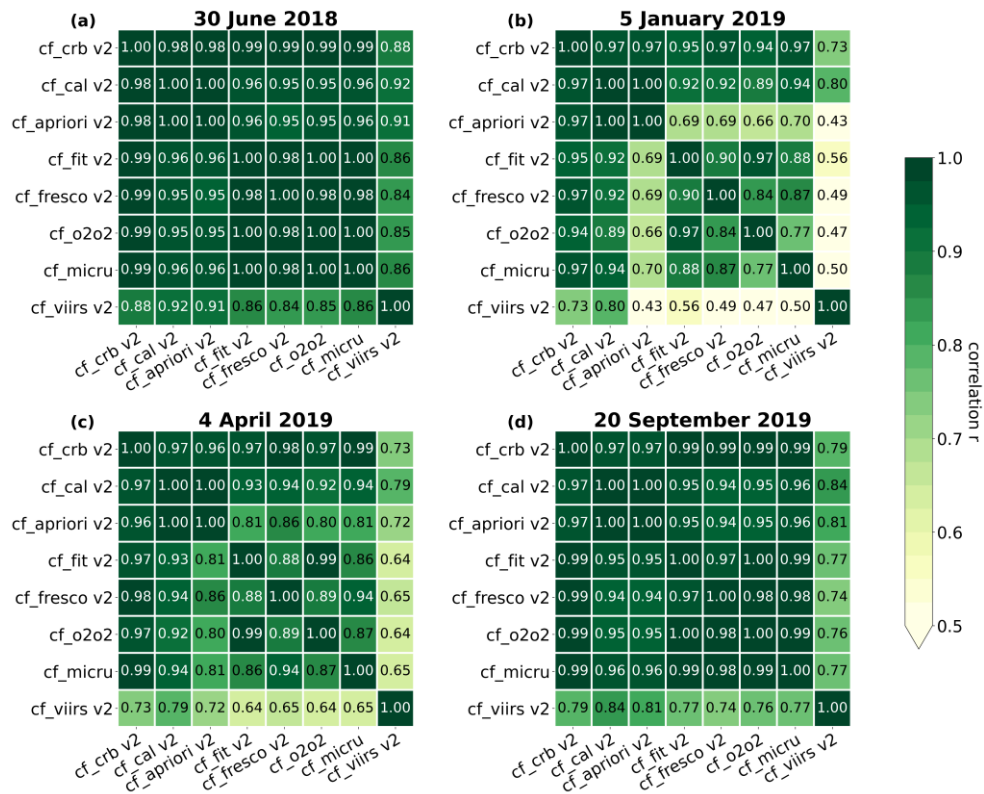 (a) 30 June 2018
cf_crb v2 1.00 0.98 0.98 0.99 0.99 0.99 0.99 0.88
cf_cal v2 0.98 1.00 1.00 0.96 0.95 0.96 0.96 0.92
cf_apriori v2 0.98 1.00 1.00 0.96 0.95 0.95 0.96 0.91
cf_fit v2 0.99 0.96 0.96 1.00 0.98 1.00 1.00 0.86
cf_fresco v2 0.99 0.95 0.95 0.98 1.00 0.98 0.98 0.84
cf_o2o2 0.99 0.95 0.95 1.00 0.98 1.00 1.00 0.85
cf_micru 0.99 0.96 0.96 1.00 0.98 1.00 1.00 0.86
cf_viirs v2 0.88 0.92 0.91 0.86 0.84 0.85 0.86 1.00
cf_crb v2 cf_cal v2 cf_apriori v2 cf_fit v2 cf_fresco v2 cf_o2o2 cf_micru cf_viirs v2
(b) 5 January 2019
cf_crb v2 1.00 0.97 0.97 0.95 0.97 0.94 0.97 0.73
cf_cal v2 0.97 1.00 1.00 0.92 0.92 0.89 0.94 0.80
cf_apriori v2 0.97 1.00 1.00 0.69 0.69 0.66 0.70 0.43
cf_fit v2 0.95 0.92 0.69 1.00 0.90 0.97 0.88 0.56
cf_fresco v2 0.97 0.92 0.69 0.90 1.00 0.84 0.87 0.49
cf_o2o2 0.94 0.89 0.66 0.97 0.84 1.00 0.77 0.47
cf_micru 0.97 0.94 0.70 0.88 0.87 0.77 1.00 0.50
cf_viirs v2 0.73 0.80 0.43 0.56 0.49 0.47 0.50 1.00
cf_crb v2 cf_cal v2 cf_apriori v2 cf_fit v2 cf_fresco v2 cf_o2o2 cf_micru cf_viirs v2
(c) 4 April 2019
cf_crb v2 1.00 0.97 0.96 0.97 0.98 0.97 0.99 0.73
cf_cal v2 0.97 1.00 1.00 0.93 0.94 0.92 0.94 0.79
cf_apriori v2 0.96 1.00 1.00 0.81 0.86 0.80 0.81 0.72
cf_fit v2 0.97 0.93 0.81 1.00 0.88 0.99 0.86 0.64
cf_fresco v2 0.98 0.94 0.86 0.88 1.00 0.89 0.94 0.65
cf_o2o2 0.97 0.92 0.80 0.99 0.89 1.00 0.87 0.64
cf_micru 0.99 0.94 0.81 0.86 0.94 0.87 1.00 0.65
cf_viirs v2 0.73 0.79 0.72 0.64 0.65 0.64 0.65 1.00
cf_crb v2 cf_cal v2 cf_apriori v2 cf_fit v2 cf_fresco v2 cf_o2o2 cf_micru cf_viirs v2
(d) 20 September 2019
cf_crb v2 1.00 0.97 0.97 0.99 0.99 0.99 0.99 0.79
cf_cal v2 0.97 1.00 1.00 0.95 0.94 0.95 0.96 0.84
cf_apriori v2 0.97 1.00 1.00 0.95 0.94 0.95 0.96 0.81
cf_fit v2 0.99 0.95 0.95 1.00 0.97 1.00 0.99 0.77
cf_fresco v2 0.99 0.94 0.94 0.97 1.00 0.98 0.98 0.74
cf_o2o2 0.99 0.95 0.95 1.00 0.98 1.00 0.99 0.76
cf_micru 0.99 0.96 0.96 0.99 0.98 0.99 1.00 0.77
cf_viirs v2 0.79 0.84 0.81 0.77 0.74 0.76 0.77 1.00
cf_crb v2 cf_cal v2 cf_apriori v2 cf_fit v2 cf_fresco v2 cf_o2o2 cf_micru cf_viirs v2
1.0
0.9
0.8
0.7
0.6
0.5
correlation r